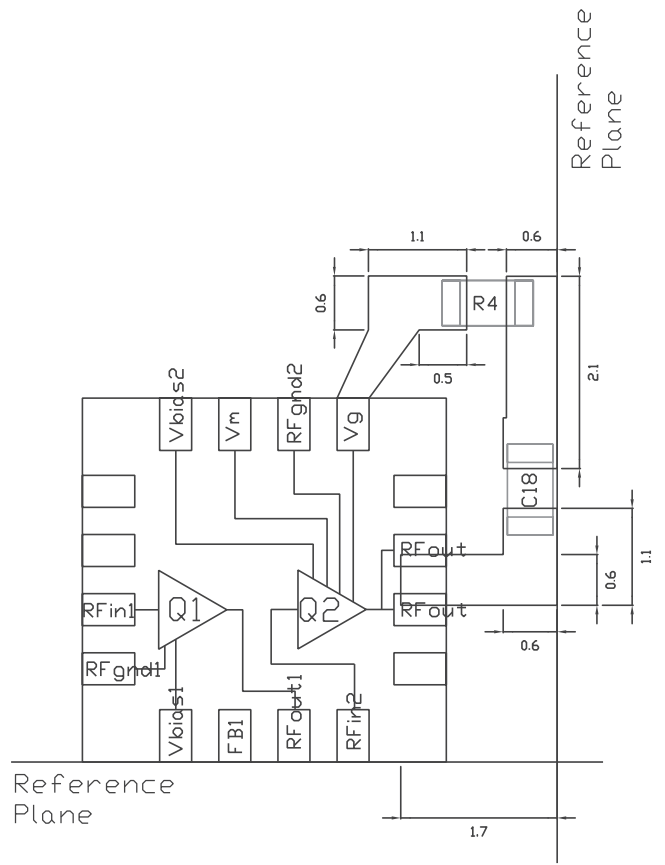 Reference
Plane
1.1
0.6
0.6
R4
0.5
2.1
Vbias2
Vm
RFgnd2
Vg
C18
RFout
1.1
0.6
RFin1
Q1
Q2
RFout
0.6
RFgnd1
Vbias1
FB1
RFout1
RFin2
Reference
Plane
1.7